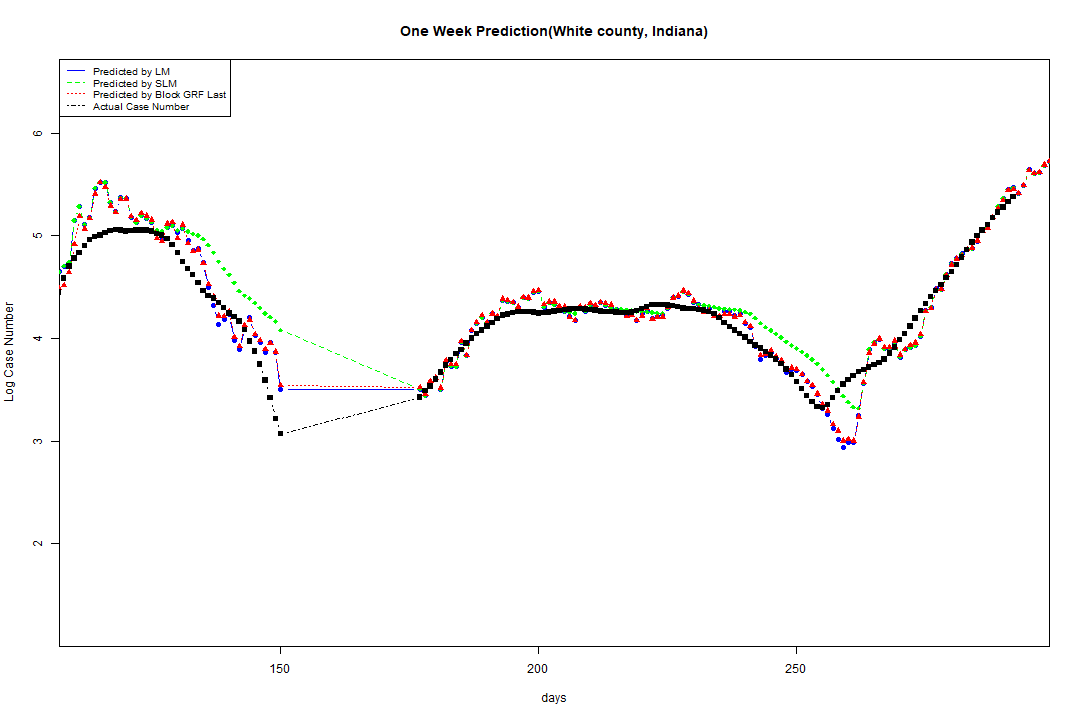 One Week Prediction(White county, Indiana)
Predicted by LM
Predicted by SLM
Predicted by Block GRF Last
Actual Case Number
6
5
4
3
2
Log Case Number
150
200
250
days